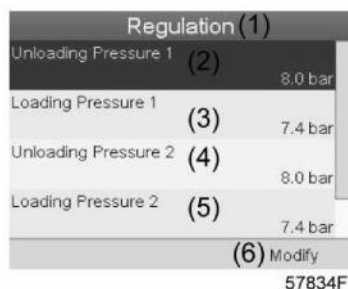 Regulation (1)
Unloading Pressure 1
(2)
8.0 bar
Loading Pressure 1
(3)
7.4 bar
Unloading Pressure 2
(4)
8.0 bar
Loading Pressure 2
(5)
7.4 bar
(6) Modify
57834F